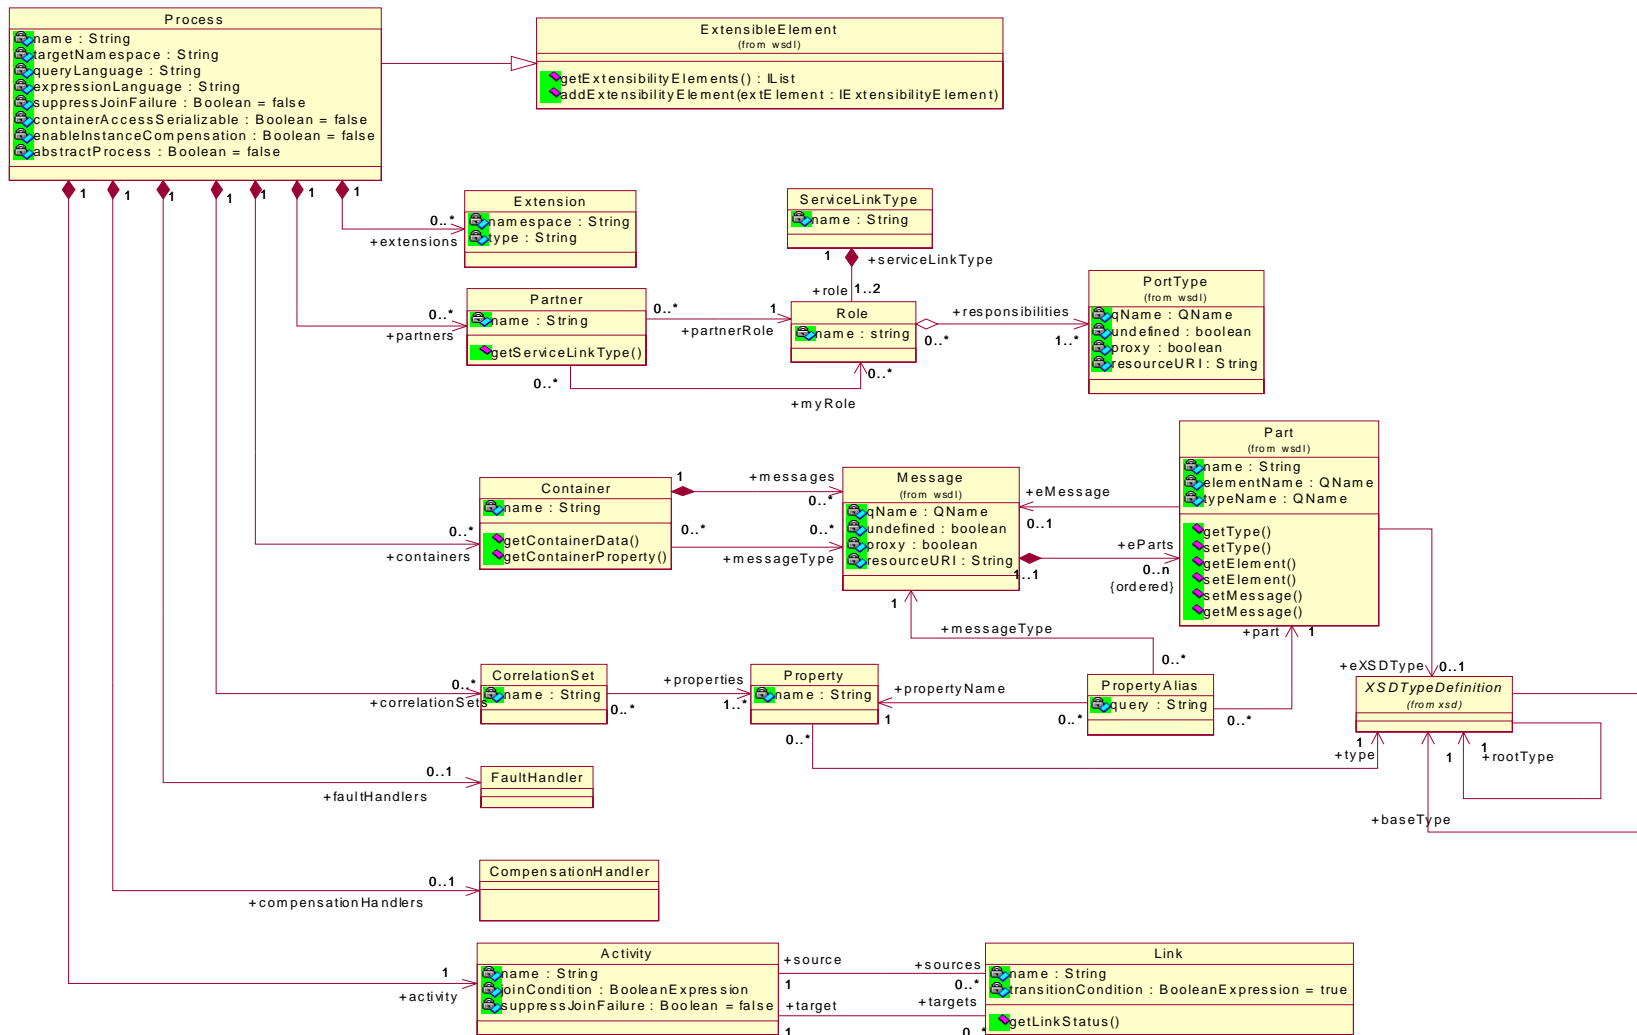 Process
name : String
targetNamespace : String
queryLanguage : String
expressionLanguage : String
suppressJoinFailure : Boolean = false
containerAccessSerializable : Boolean = false
enableInstanceCompensation : Boolean = false
abstractProcess : Boolean = false
ExtensibleElement
(from wsdl)
getExtensibilityElements() : IList
addExtensibilityElement(extElement : IExtensibilityElement)
1
1
1
1
1
1
1
Extension
namespace : String
type : String
0..*
+extensions
ServiceLinkType
name : String
1
+serviceLinkType
+role
1..2
Partner
name : String
getServiceLinkType()
0..*
+partners
0..*
1
+partnerRole
0..*
0..*
+myRole
Role
name : string
+responsibilities
0..*
1..*
PortType
(from wsdl)
qName : QName
undefined : boolean
proxy : boolean
resourceURI : String
Container
name : String
getContainerData()
getContainerProperty()
0..*
+containers
1
+messages
0..*
0..*
0..*
+messageType
Message
(from wsdl)
qName : QName
undefined : boolean
proxy : boolean
resourceURI : String
+eMessage
0..1
+eParts
1..1
0..n
{ordered}
Part
(from wsdl)
name : String
elementName : QName
typeName : QName
getType()
setType()
getElement()
setElement()
setMessage()
getMessage()
1
+messageType
0..*
+part
1
+eXSDType
0..1
CorrelationSet
name : String
0..*
+correlationSets
+properties
0..*
1..*
Property
name : String
+propertyName
1
0..*
PropertyAlias
query : String
0..*
XSDTypeDefinition
(from xsd)
0..*
1
+type
1
1
+rootType
+baseType
FaultHandler
0..1
+faultHandlers
CompensationHandler
0..1
+compensationHandlers
Activity
name : String
joinCondition : BooleanExpression
suppressJoinFailure : Boolean = false
1
+activity
+source
+sources
1
0..*
+target
+targets
1
0..*
Link
name : String
transitionCondition : BooleanExpression = true
getLinkStatus()